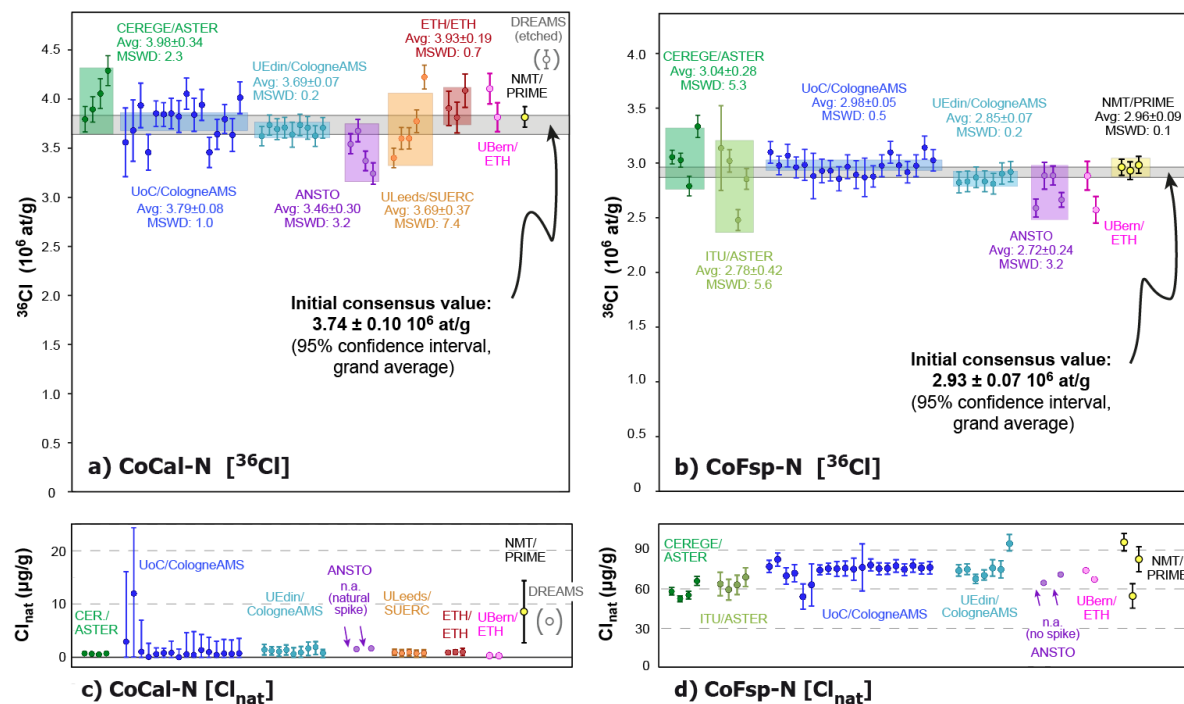 CEREGE/ASTER
Avg: 3.98±0.34
MSWD: 2.3
UEdin/CologneAMS
Avg: 3.69±0.07
MSWD: 0.2
ETH/ETH
Avg: 3.93±0.19
MSWD: 0.7
DREAMS
(etched)
NMT/
PRIME
UoC/CologneAMS
Avg: 3.79±0.08
MSWD: 1.0
ANSTO
Avg: 3.46±0.30
MSWD: 3.2
ULeeds/SUERC
Avg: 3.69±0.37
MSWD: 7.4
UBern/
ETH
Initial consensus value:
3.74 ± 0.10 10⁶ at/g
(95% confidence interval,
grand average)
³⁶Cl (10⁶ at/g)
4.5
4.0
3.5
3.0
2.5
2.0
1.5
1.0
0.5
0
a) CoCal-N [³⁶Cl]
CEREGE/ASTER
Avg: 3.04±0.28
MSWD: 5.3
UoC/CologneAMS
Avg: 2.98±0.05
MSWD: 0.5
UEdin/CologneAMS
Avg: 2.85±0.07
MSWD: 0.2
NMT/PRIME
Avg: 2.96±0.09
MSWD: 0.1
ITU/ASTER
Avg: 2.78±0.42
MSWD: 5.6
ANSTO
Avg: 2.72±0.24
MSWD: 3.2
UBern/
ETH
Initial consensus value:
2.93 ± 0.07 10⁶ at/g
(95% confidence interval,
grand average)
³⁶Cl (10⁶ at/g)
4.0
3.5
3.0
2.5
2.0
1.5
1.0
0.5
0
b) CoFsp-N [³⁶Cl]
Cl_nat (µg/g)
20
10
0
CER./
ASTER
UoC/CologneAMS
UEdin/
CologneAMS
ANSTO
n.a.
(natural
spike)
ULeeds/
SUERC
ETH/
ETH
UBern/
ETH
NMT/
PRIME
DREAMS
c) CoCal-N [Cl_nat]
Cl_nat (µg/g)
90
60
30
0
CEREGE/
ASTER
ITU/ASTER
UoC/CologneAMS
UEdin/
CologneAMS
n.a.
(no spike)
ANSTO
UBern/
ETH
NMT/
PRIME
d) CoFsp-N [Cl_nat]